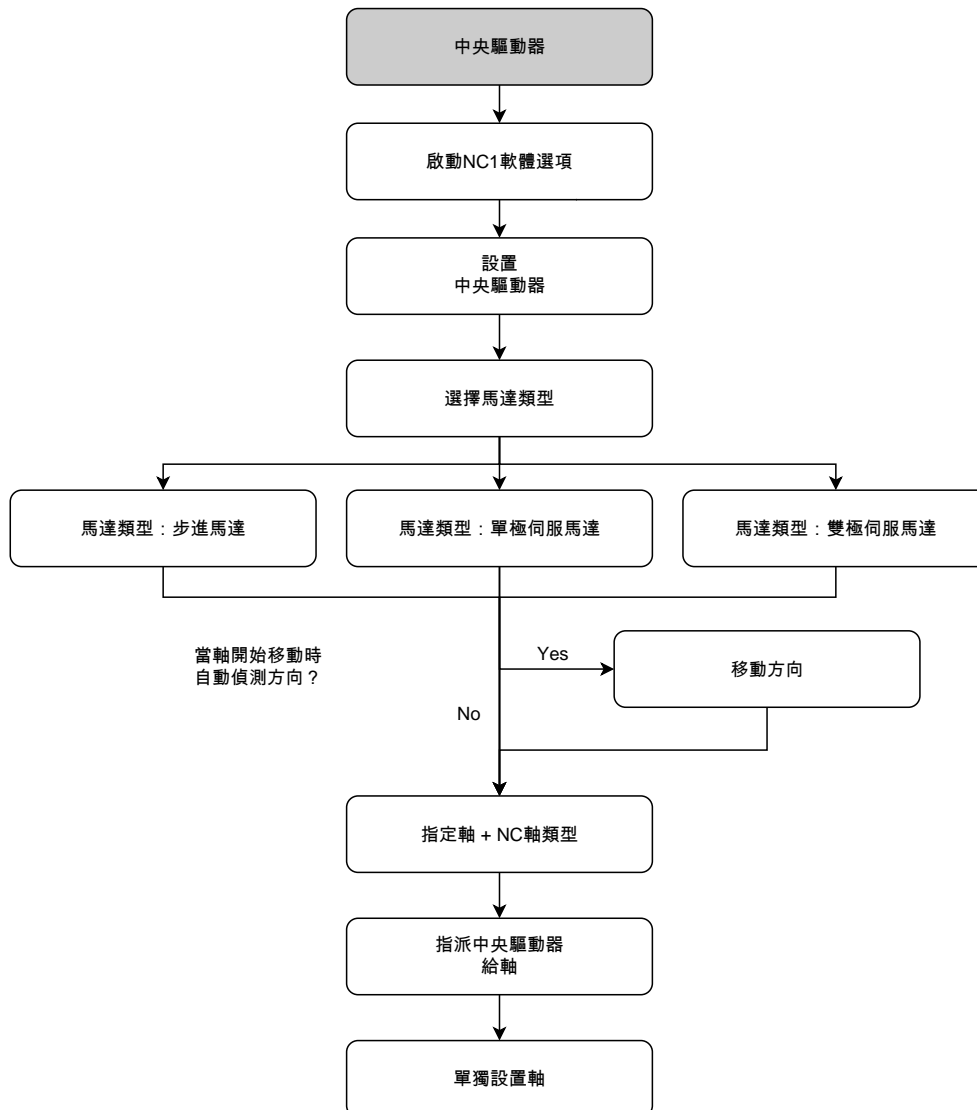 中央驅動器
啟動NC1軟體選項
設置
中央驅動器
選擇馬達類型
馬達類型：步進馬達
馬達類型：單極伺服馬達
馬達類型：雙極伺服馬達
當軸開始移動時
自動偵測方向？
Yes
移動方向
No
指定軸 + NC軸類型
指派中央驅動器
給軸
單獨設置軸